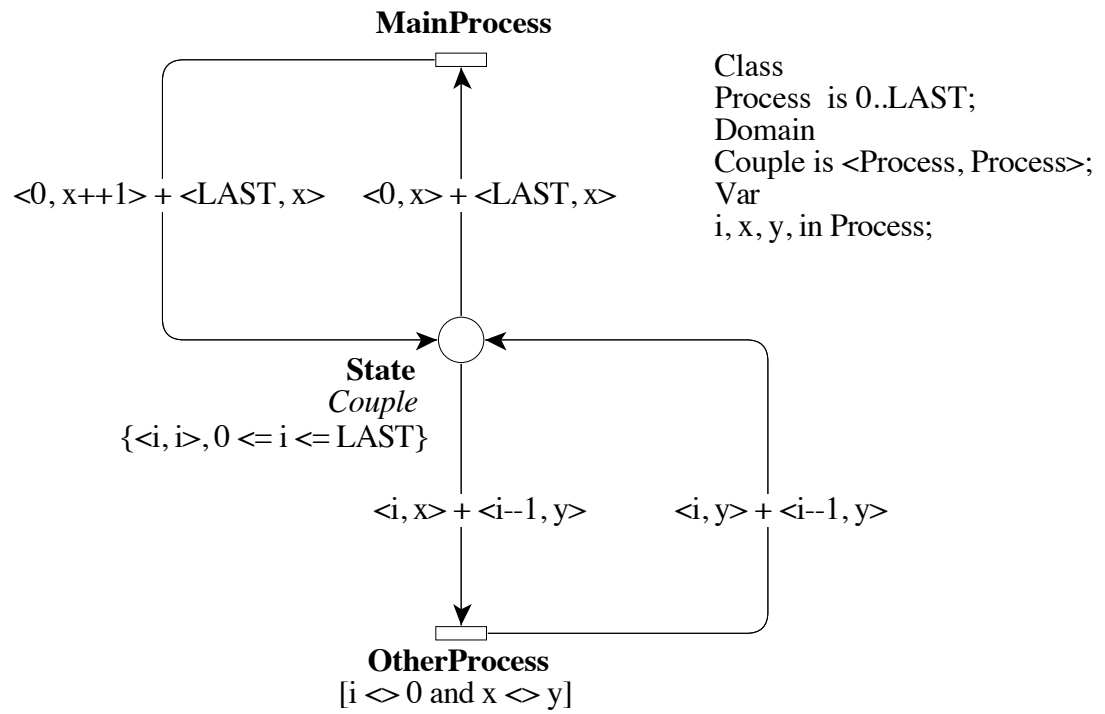 MainProcess
Class
Process is 0..LAST;
Domain
Couple is <Process, Process>;
Var
i, x, y, in Process;
<0, x++1> + <LAST, x>
<0, x> + <LAST, x>
State
Couple
{<i, i>, 0 <= i <= LAST}
<i, x> + <i--1, y>
<i, y> + <i--1, y>
OtherProcess
[i <> 0 and x <> y]